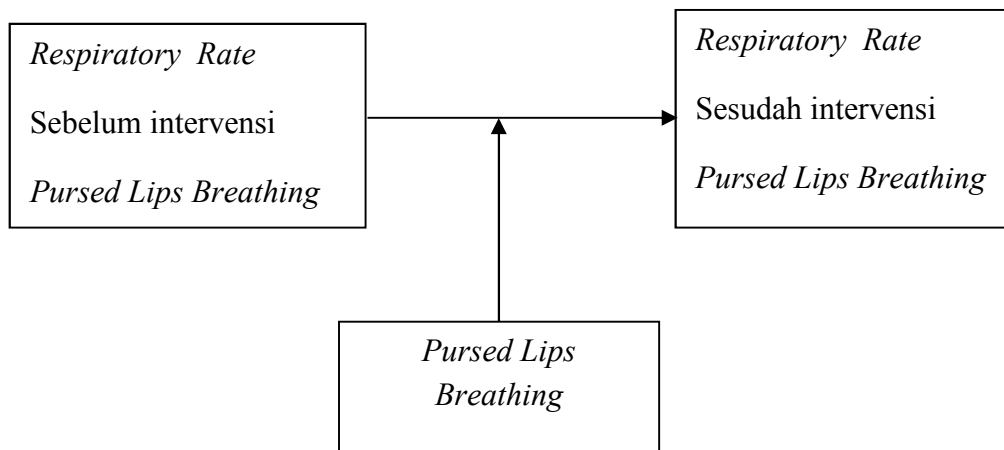 Respiratory Rate
Sebelum intervensi
Pursed Lips Breathing
Respiratory Rate
Sesudah intervensi
Pursed Lips Breathing
Pursed Lips
Breathing